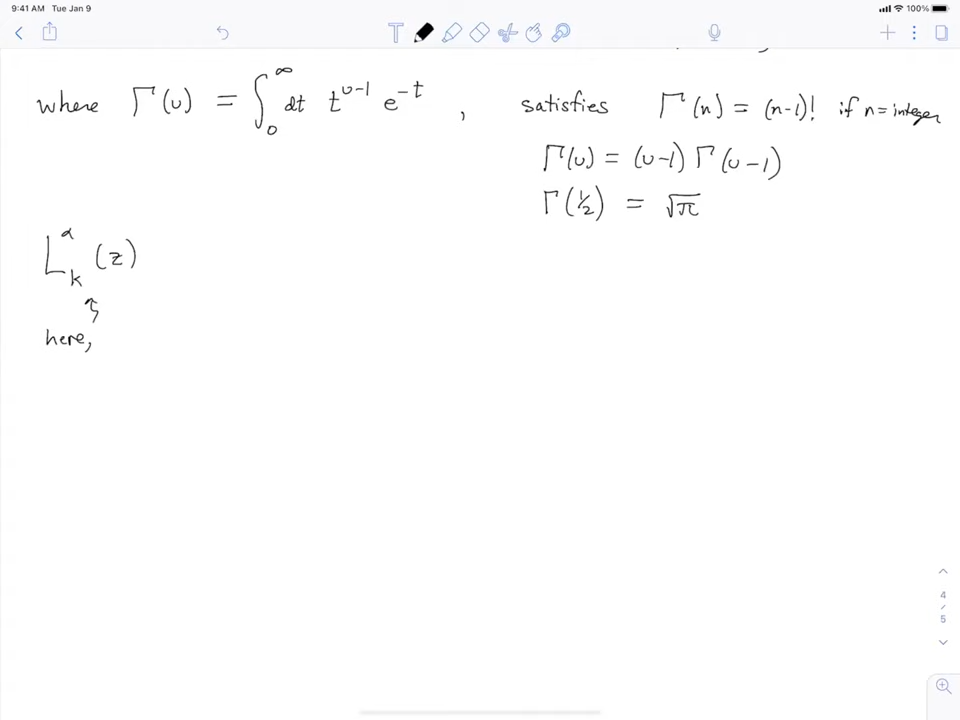 9:41 AM Tue Jan 9 100%
where Γ(υ) = ∫₀^∞ dt t^(υ-1) e^(-t) , satisfies Γ(n) = (n-1)! if n = integer
Γ(υ) = (υ-1) Γ(υ-1)
Γ(1/2) = √π
L_k^α (z)
here,
4
/
5